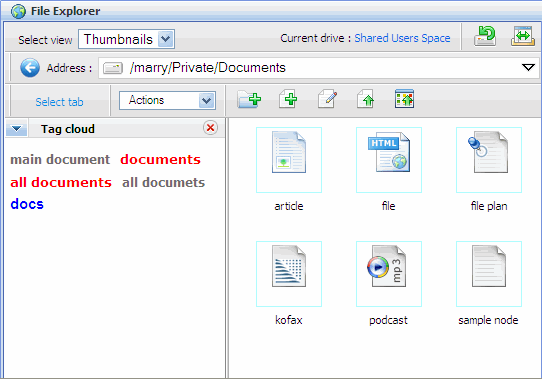 File Explorer
Select view Thumbnails Current drive : Shared Users Space
Address : /marry/Private/Documents
Select tab Actions
Tag cloud
main document documents
all documents all documets
docs
HTML
article file file plan
mp3
kofax podcast sample node